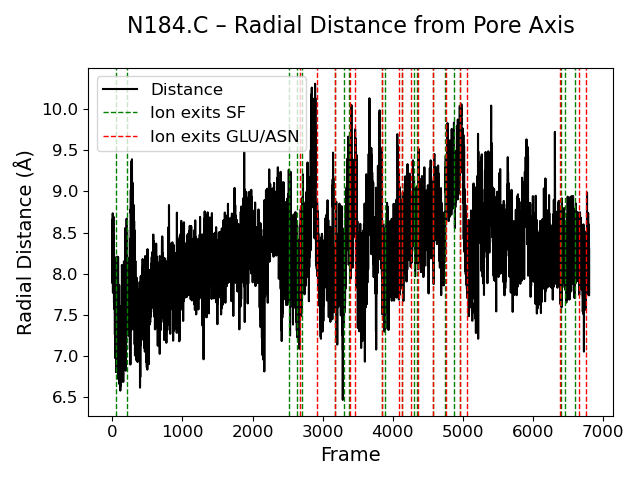 N184.C – Radial Distance from Pore Axis
Distance
Ion exits SF
Ion exits GLU/ASN
10.0
9.5
9.0
8.5
8.0
7.5
7.0
6.5
Radial Distance (Å)
0 1000 2000 3000 4000 5000 6000 7000
Frame